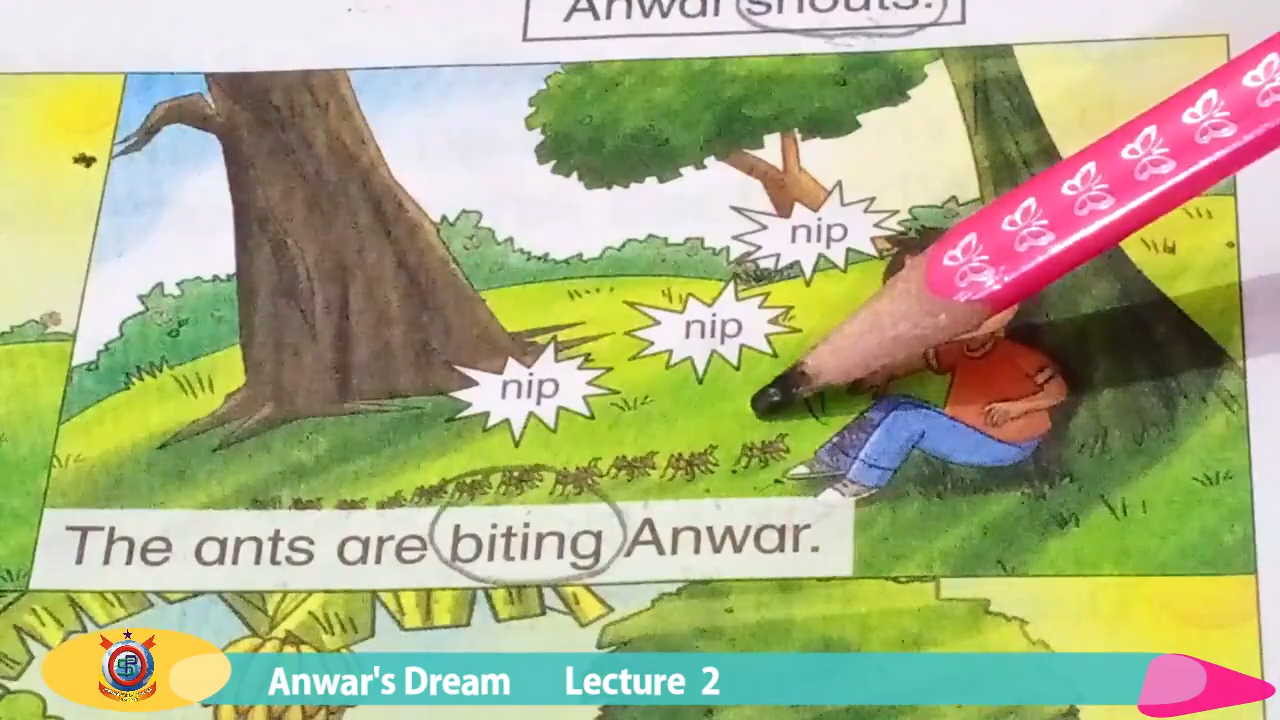 Anwar shouts.
nip
nip
nip
The ants are biting Anwar.
Anwar's Dream Lecture 2